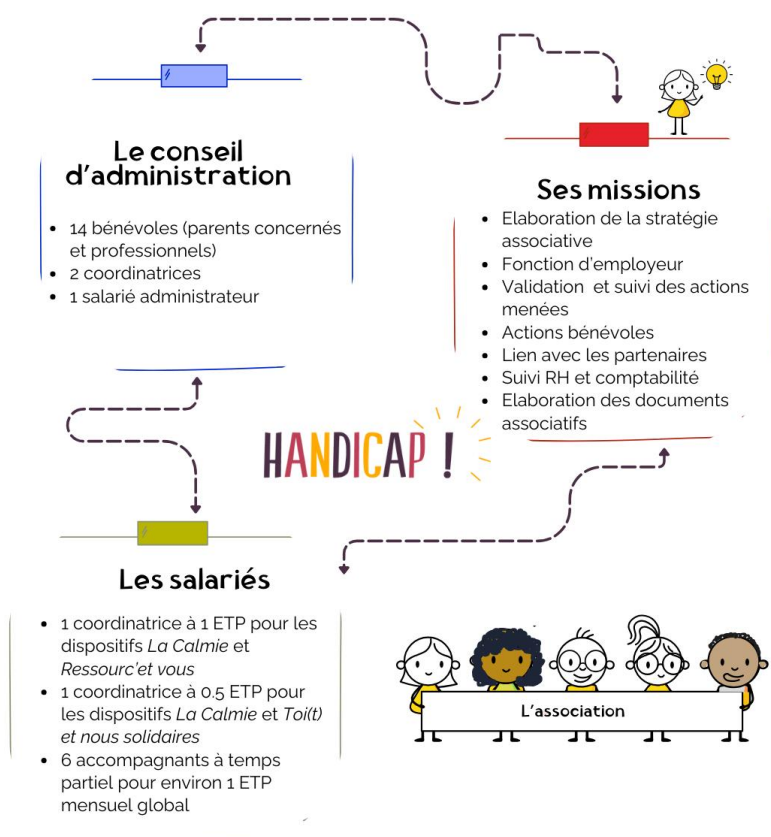 Le conseil
d'administration
• 14 bénévoles (parents concernés
et professionnels)
• 2 coordinatrices
• 1 salarié administrateur
Ses missions
• Elaboration de la stratégie
associative
• Fonction d'employeur
• Validation et suivi des actions
menées
• Actions bénévoles
• Lien avec les partenaires
• Suivi RH et comptabilité
• Elaboration des documents
associatifs
HANDICAP !
Les salariés
• 1 coordinatrice à 1 ETP pour les
dispositifs La Calmie et
Ressourc'et vous
• 1 coordinatrice à 0.5 ETP pour
les dispositifs La Calmie et Toi(t)
et nous solidaires
• 6 accompagnants à temps
partiel pour environ 1 ETP
mensuel global
L'association